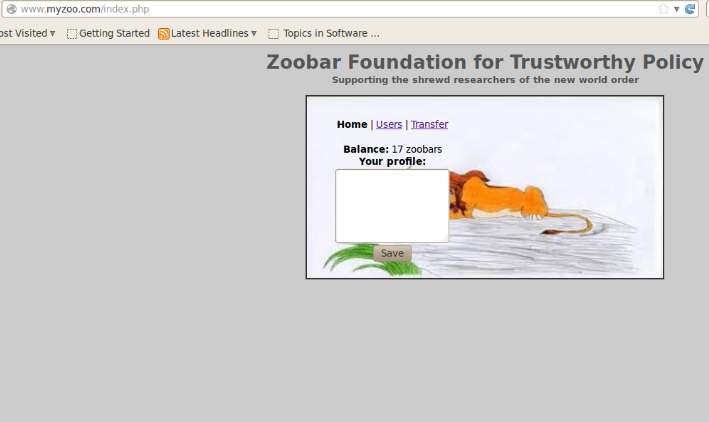 www.myzoo.com/index.php
ost Visited
Getting Started
Latest Headlines
Topics in Software ...
Zoobar Foundation for Trustworthy Policy
Supporting the shrewd researchers of the new world order
Home | Users | Transfer
Balance: 17 zoobars
Your profile:
Save